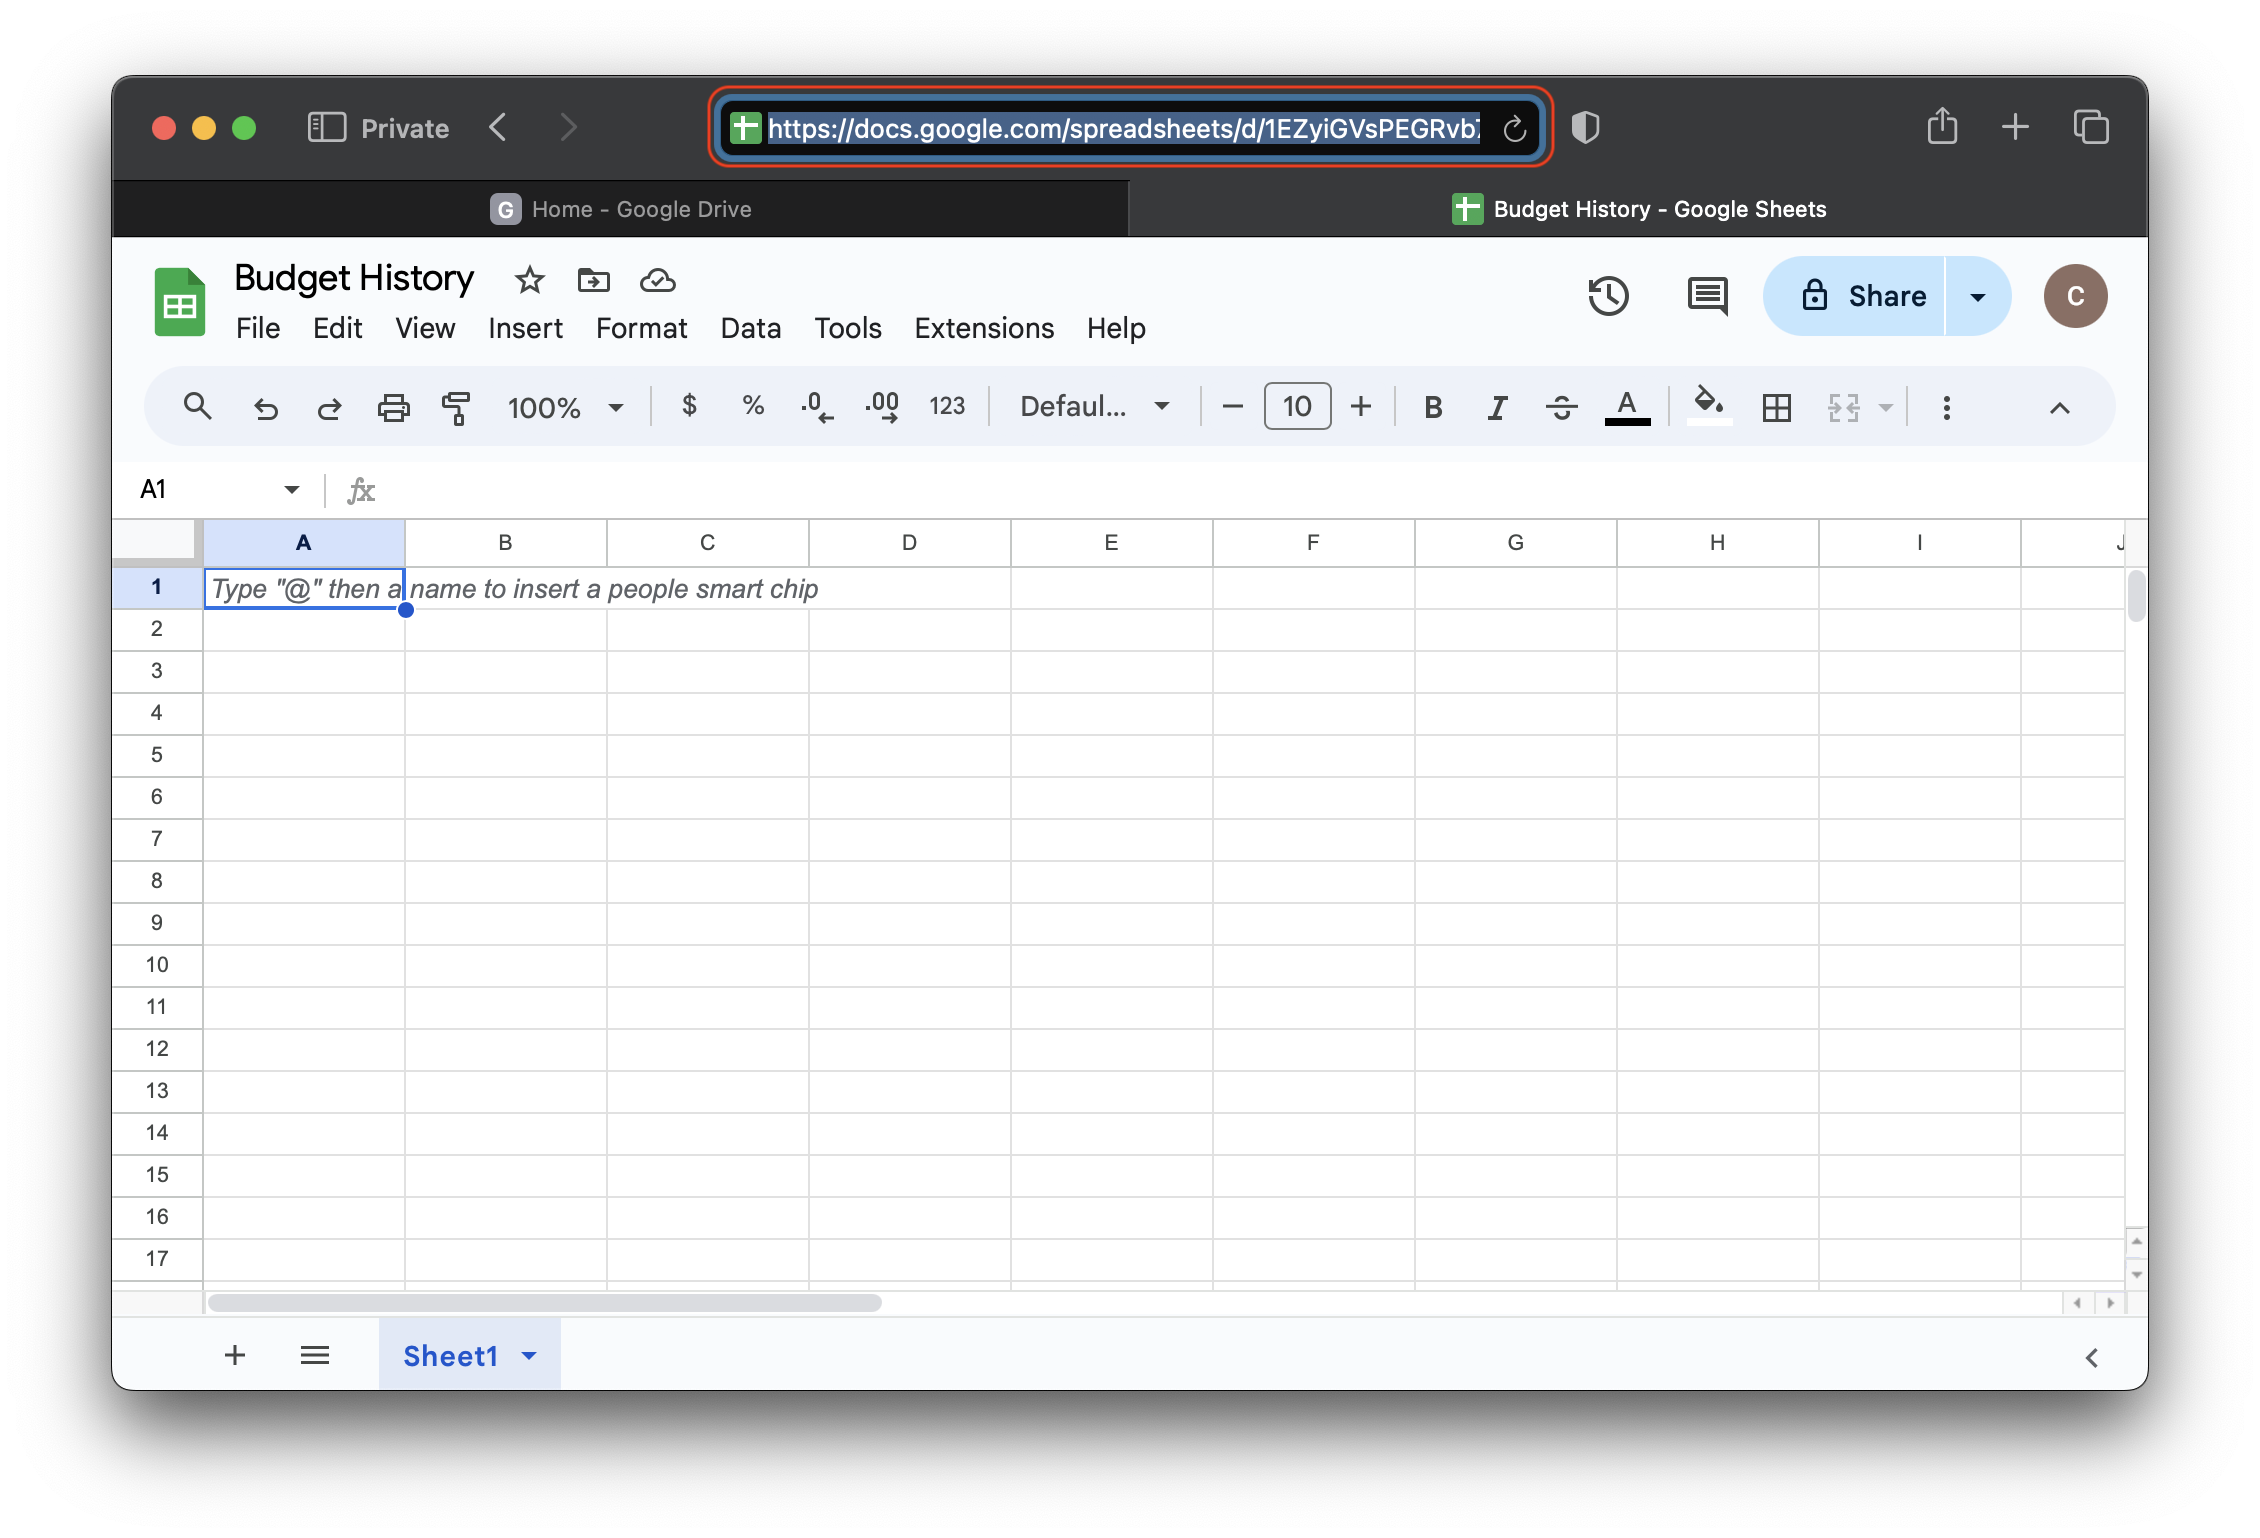 Private https://docs.google.com/spreadsheets/d/1EZyiGVsPEGRvb
G Home - Google Drive Budget History - Google Sheets
Budget History
File Edit View Insert Format Data Tools Extensions Help
Share C
100% $ % .0 .00 123 Defaul... 10 B I S A
A1 fx
A B C D E F G H I J
1 Type "@" then a name to insert a people smart chip
2
3
4
5
6
7
8
9
10
11
12
13
14
15
16
17
Sheet1